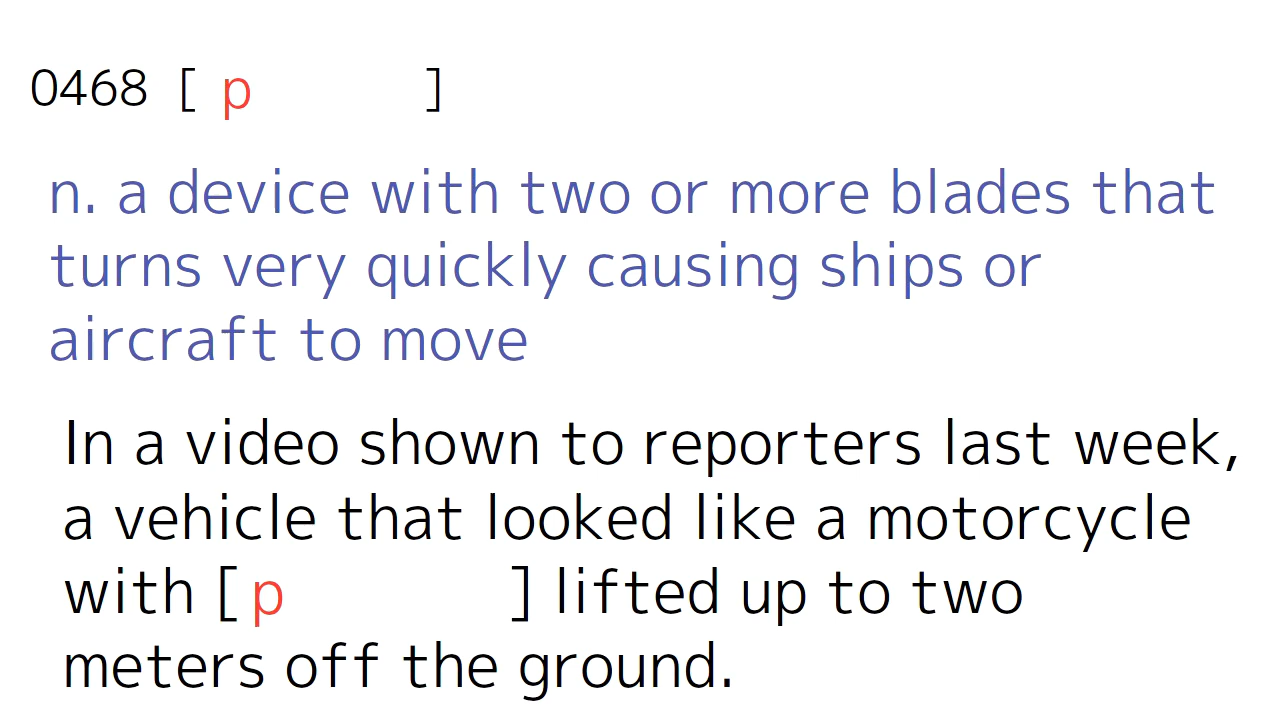 0468 [ p ]
n. a device with two or more blades that
turns very quickly causing ships or
aircraft to move
In a video shown to reporters last week,
a vehicle that looked like a motorcycle
with [ p ] lifted up to two
meters off the ground.